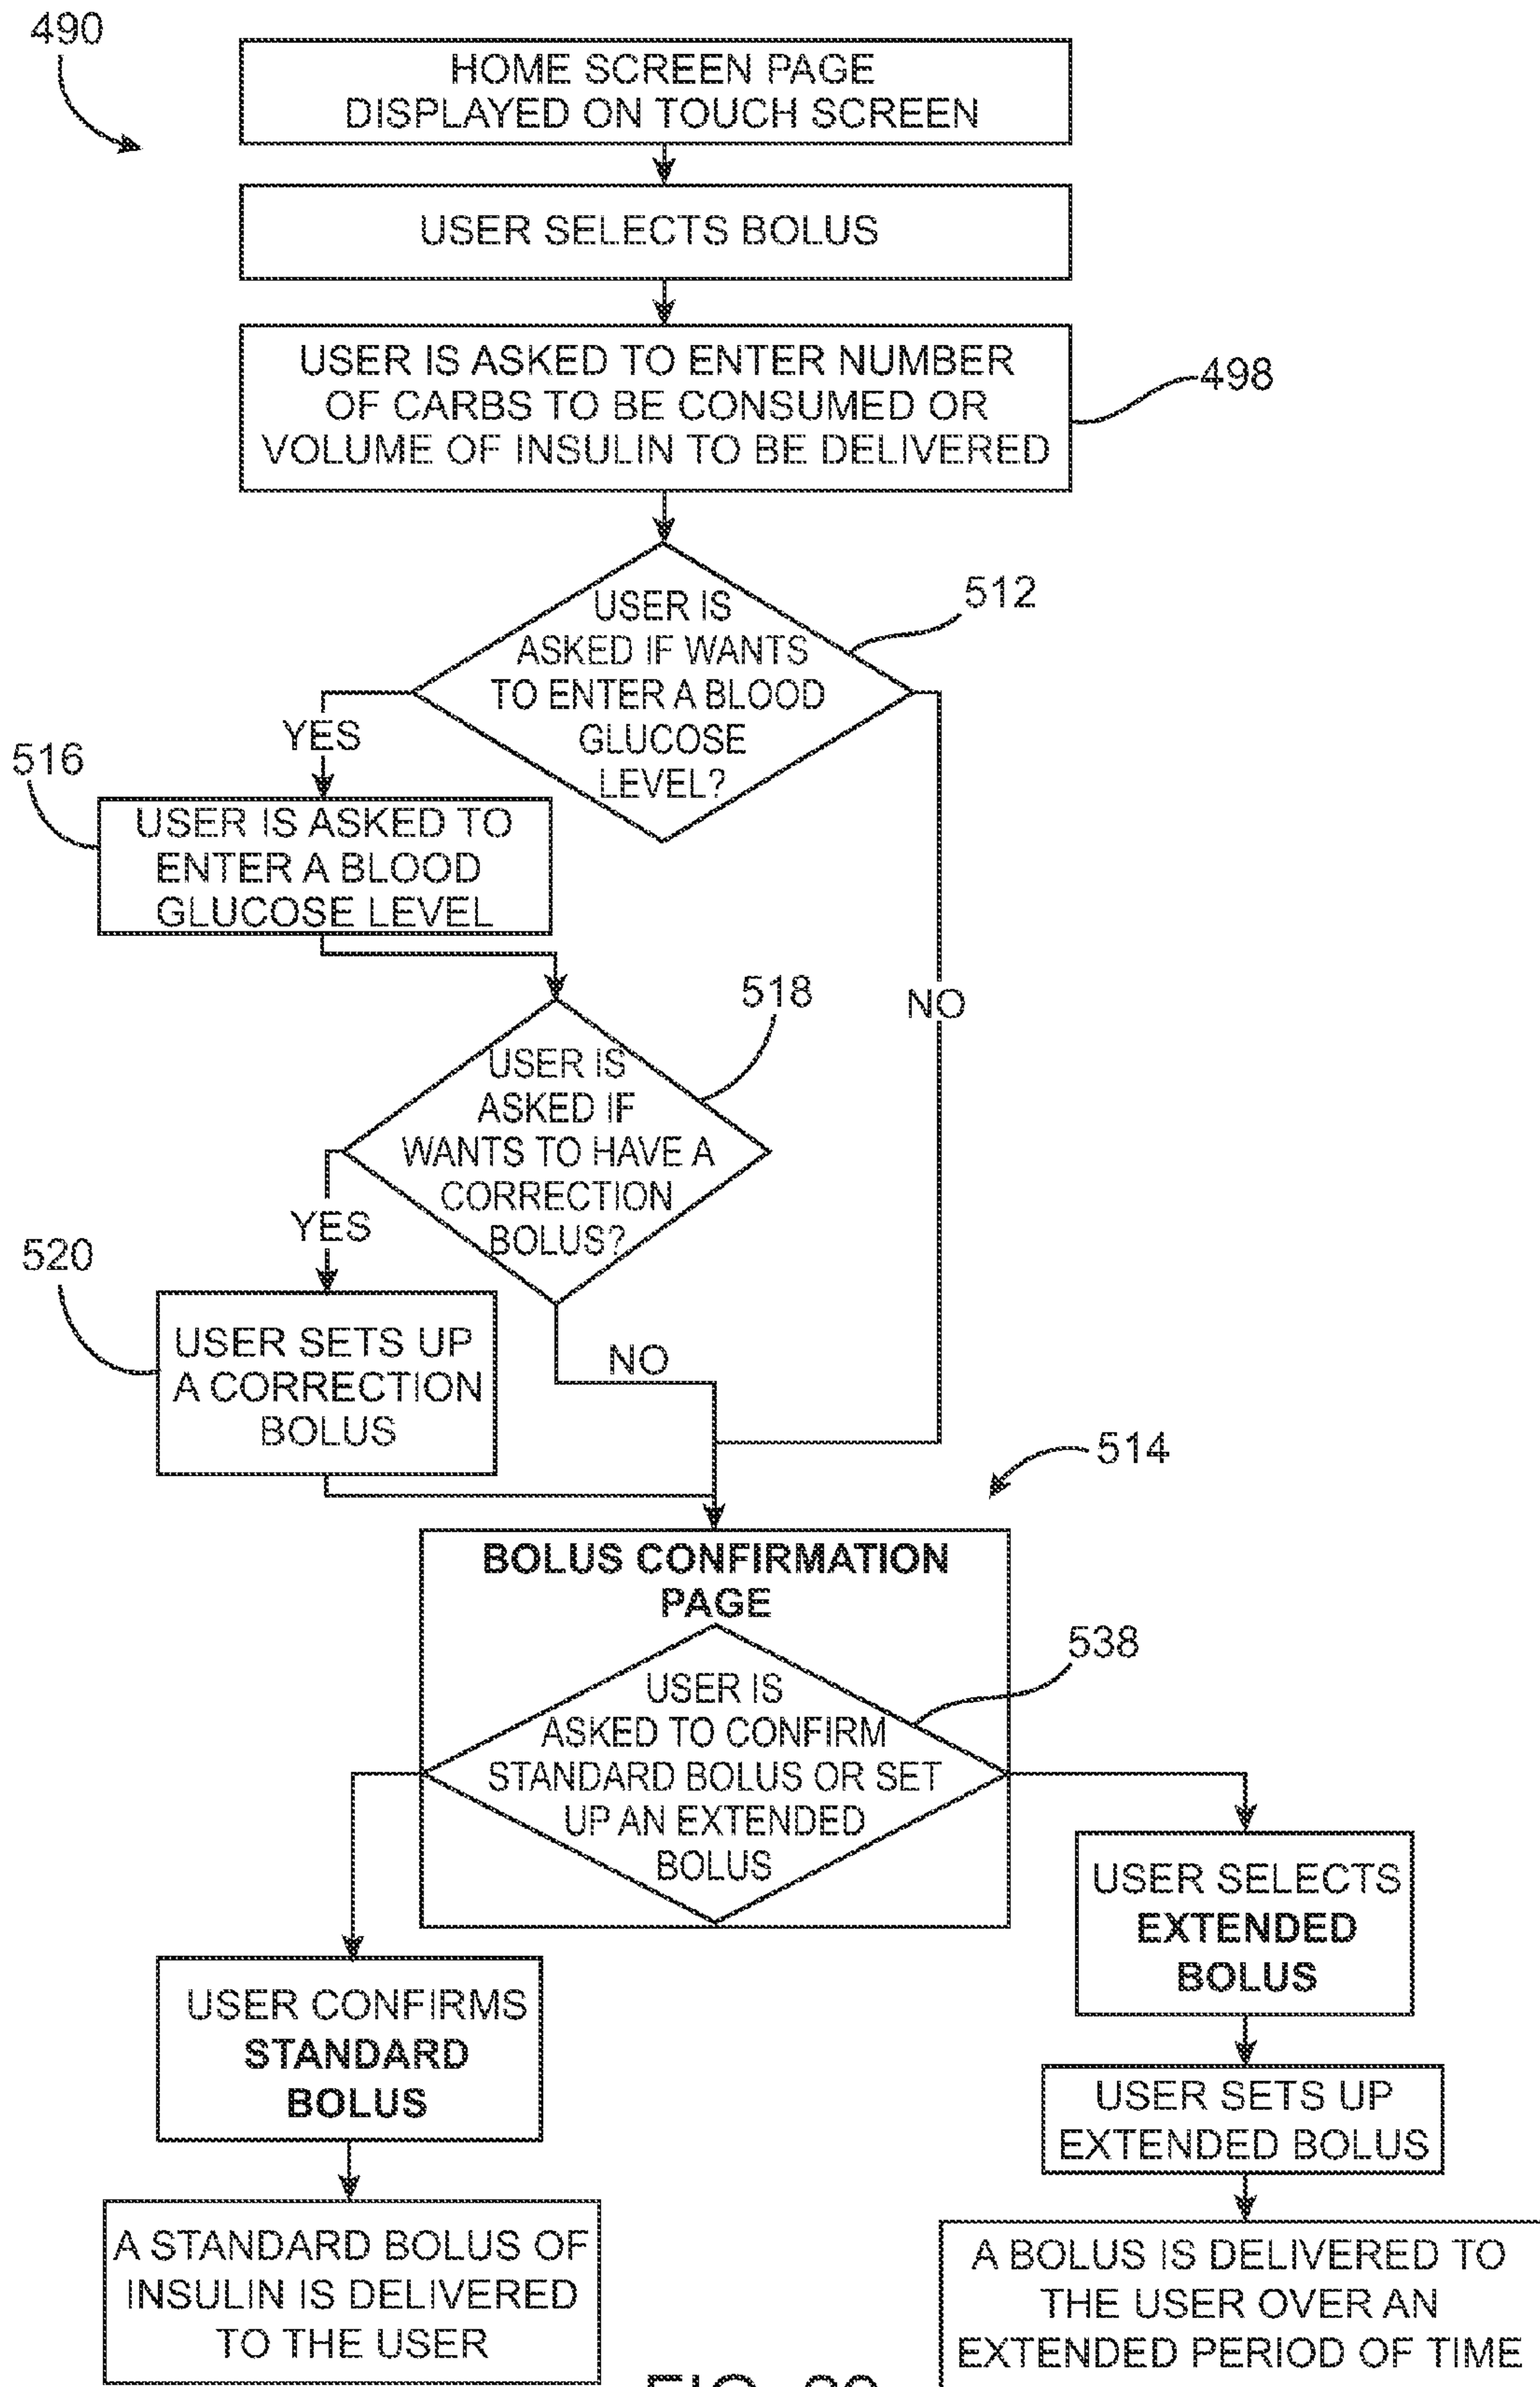 490
HOME SCREEN PAGE
DISPLAYED ON TOUCH SCREEN
USER SELECTS BOLUS
USER IS ASKED TO ENTER NUMBER
OF CARBS TO BE CONSUMED OR
VOLUME OF INSULIN TO BE DELIVERED
498
USER IS
ASKED IF WANTS
TO ENTER A BLOOD
GLUCOSE
LEVEL?
512
YES
516
USER IS ASKED TO
ENTER A BLOOD
GLUCOSE LEVEL
NO
518
USER IS
ASKED IF
WANTS TO HAVE A
CORRECTION
BOLUS?
YES
520
USER SETS UP
A CORRECTION
BOLUS
NO
514
BOLUS CONFIRMATION
PAGE
538
USER IS
ASKED TO CONFIRM
STANDARD BOLUS OR SET
UP AN EXTENDED
BOLUS
USER SELECTS
EXTENDED
BOLUS
USER CONFIRMS
STANDARD
BOLUS
USER SETS UP
EXTENDED BOLUS
A STANDARD BOLUS OF
INSULIN IS DELIVERED
TO THE USER
A BOLUS IS DELIVERED TO
THE USER OVER AN
EXTENDED PERIOD OF TIME
FIG.